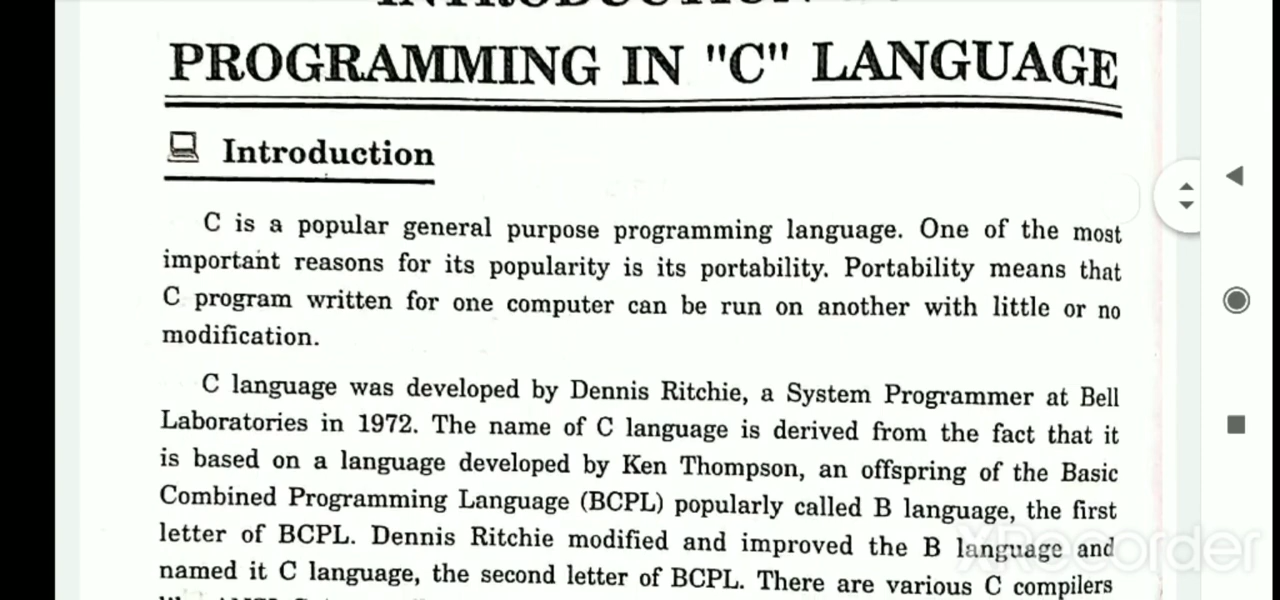 PROGRAMMING IN "C" LANGUAGE
Introduction
C is a popular general purpose programming language. One of the most
important reasons for its popularity is its portability. Portability means that
C program written for one computer can be run on another with little or no
modification.
C language was developed by Dennis Ritchie, a System Programmer at Bell
Laboratories in 1972. The name of C language is derived from the fact that it
is based on a language developed by Ken Thompson, an offspring of the Basic
Combined Programming Language (BCPL) popularly called B language, the first
letter of BCPL. Dennis Ritchie modified and improved the B language and
named it C language, the second letter of BCPL. There are various C compilers
XRecorder